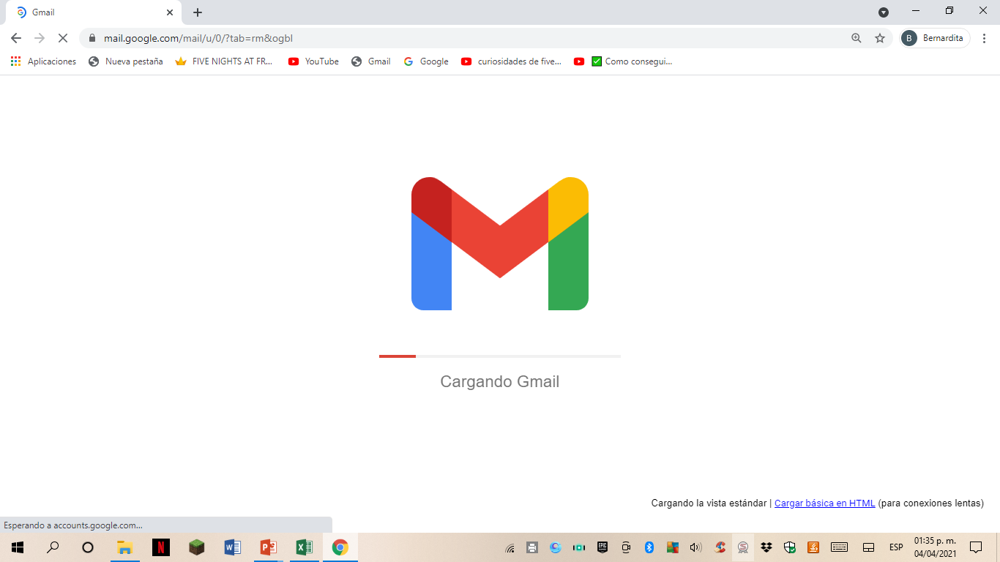 Gmail
mail.google.com/mail/u/0/?tab=rm&ogbl
B Bernardita
Aplicaciones Nueva pestaña FIVE NIGHTS AT FR... YouTube Gmail Google curiosidades de five... Como consegui...
Cargando Gmail
Cargando la vista estándar | Cargar básica en HTML (para conexiones lentas)
Esperando a accounts.google.com...
ESP 01:35 p. m.
04/04/2021